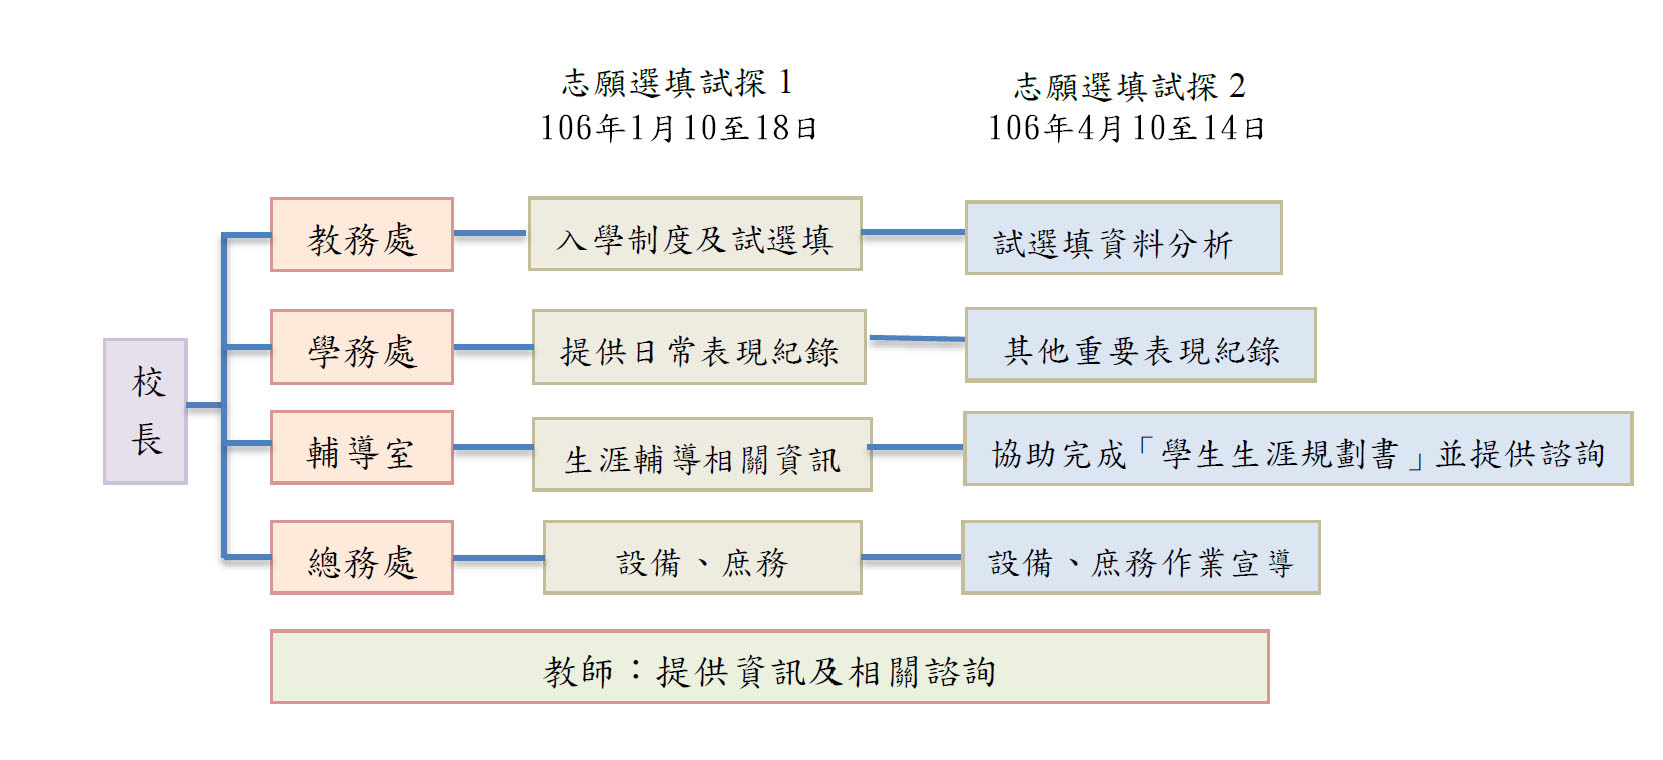 志願選填試探 1
106年1月10至18日
志願選填試探 2
106年4月10至14日
校
長
教務處
入學制度及試選填
試選填資料分析
學務處
提供日常表現紀錄
其他重要表現紀錄
輔導室
生涯輔導相關資訊
協助完成「學生生涯規劃書」並提供諮詢
總務處
設備、庶務
設備、庶務作業宣導
教師：提供資訊及相關諮詢